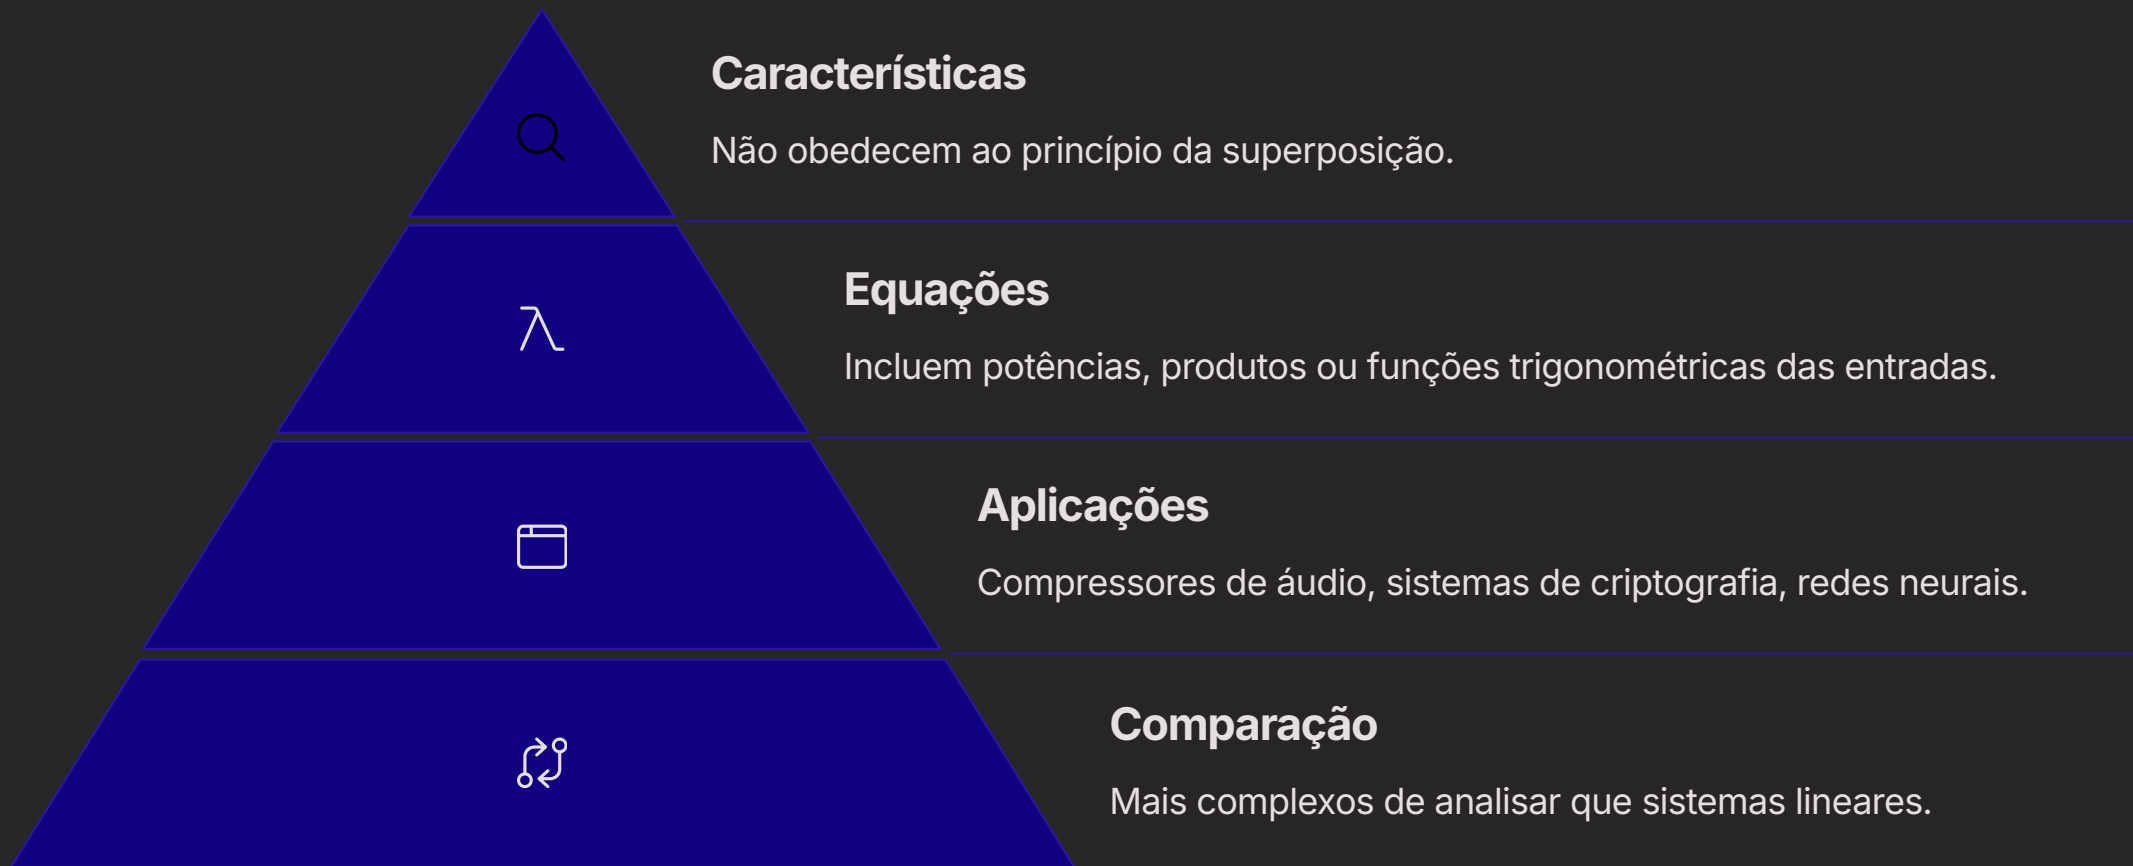 Características
Não obedecem ao princípio da superposição.
Equações
Incluem potências, produtos ou funções trigonométricas das entradas.
Aplicações
Compressores de áudio, sistemas de criptografia, redes neurais.
Comparação
Mais complexos de analisar que sistemas lineares.